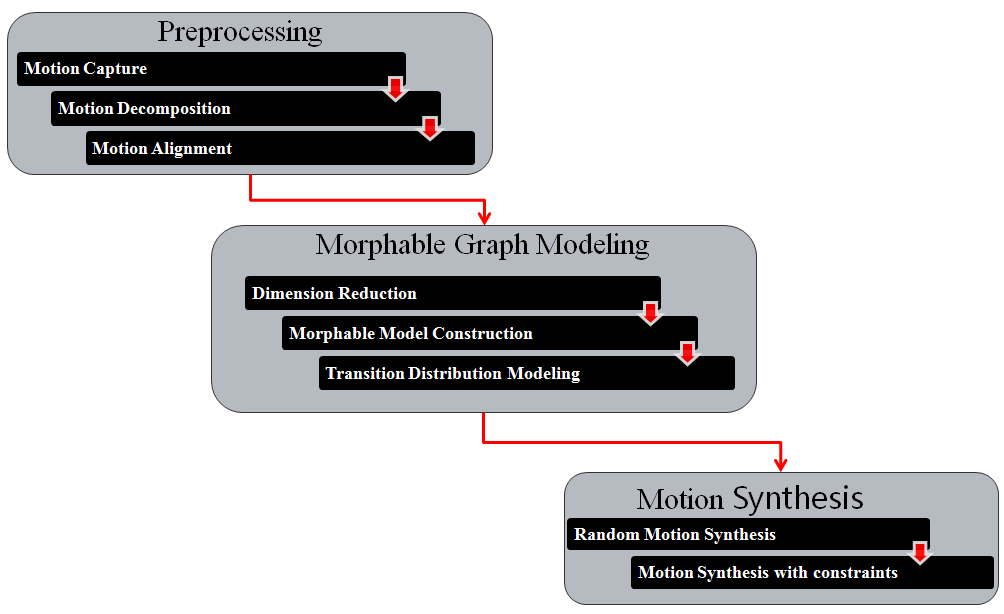 Preprocessing
Motion Capture
Motion Decomposition
Motion Alignment
Morphable Graph Modeling
Dimension Reduction
Morphable Model Construction
Transition Distribution Modeling
Motion Synthesis
Random Motion Synthesis
Motion Synthesis with constraints